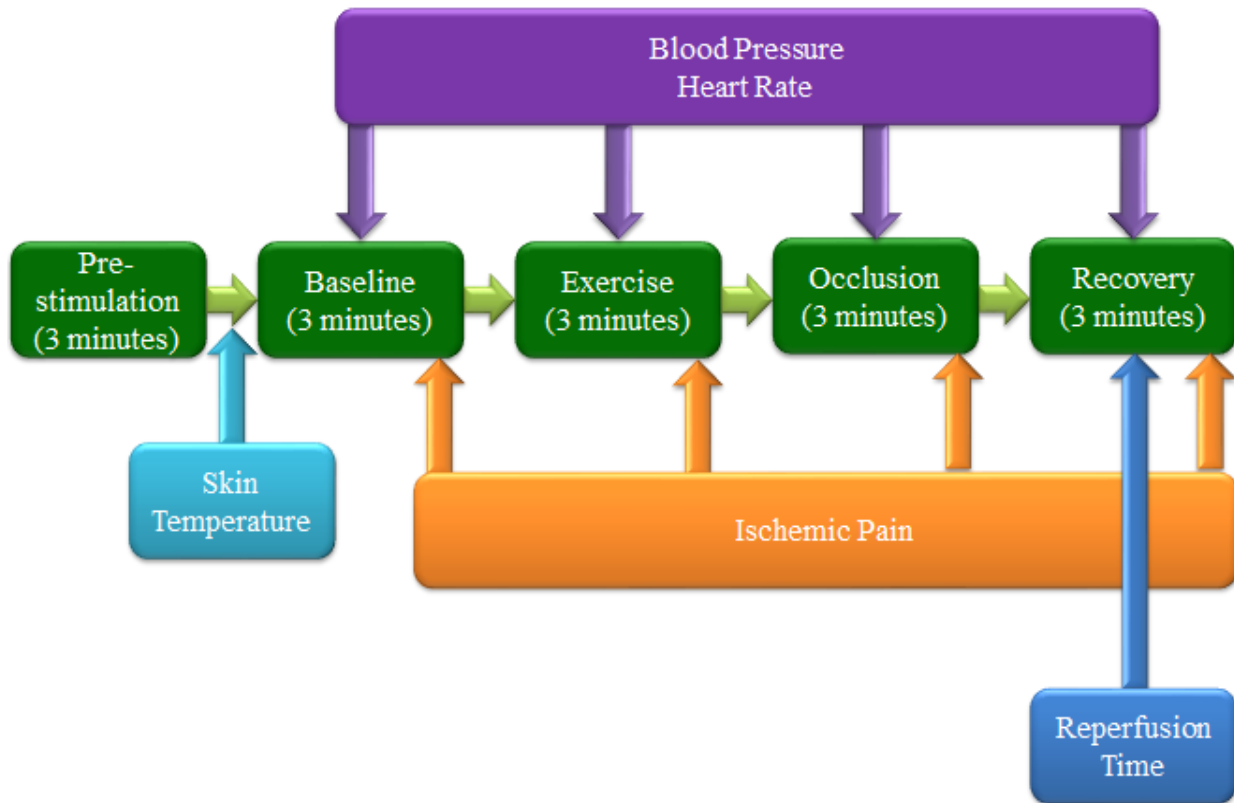 Blood Pressure
Heart Rate
Pre-
stimulation
(3 minutes)
Baseline
(3 minutes)
Exercise
(3 minutes)
Occlusion
(3 minutes)
Recovery
(3 minutes)
Skin
Temperature
Ischemic Pain
Reperfusion
Time